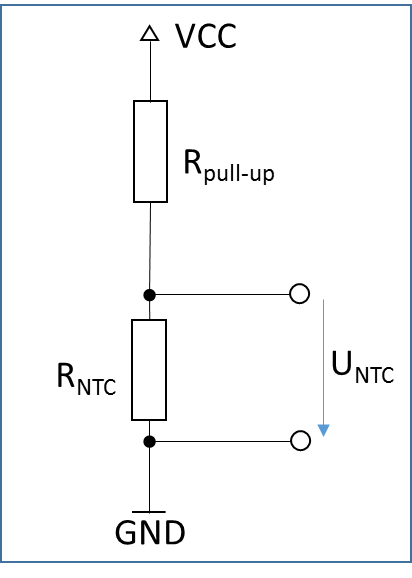 VCC
Rpull-up
RNTC
UNTC
GND